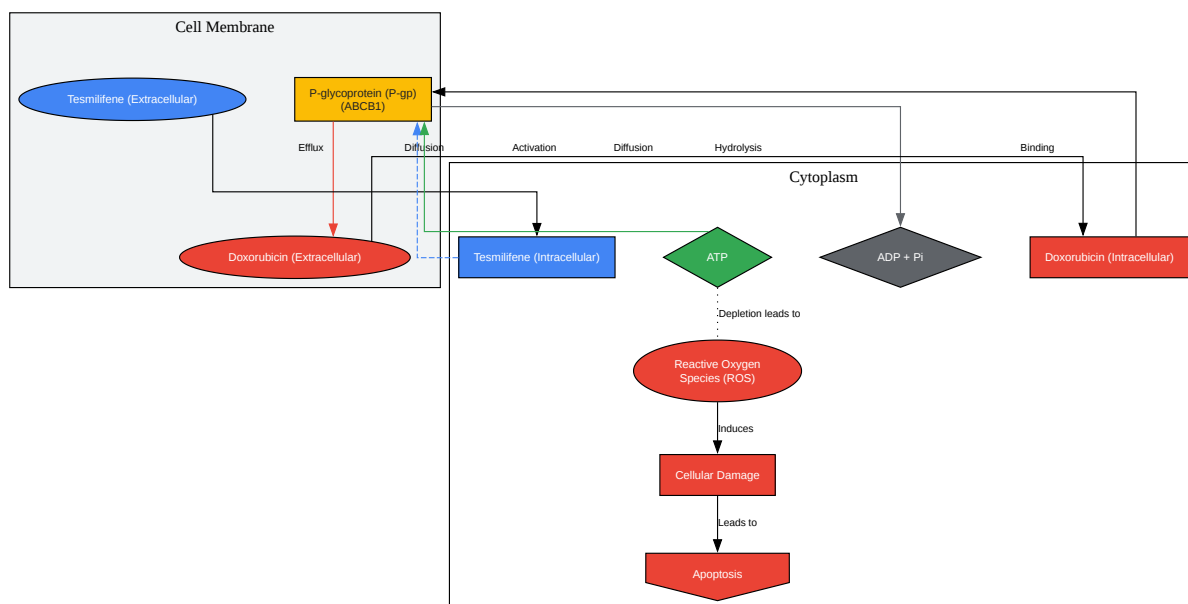 Cell Membrane
Tesmilifene (Extracellular)
P-glycoprotein (P-gp)
(ABCB1)
Efflux
Diffusion
Activation
Diffusion
Hydrolysis
Binding
Cytoplasm
Doxorubicin (Extracellular)
Tesmilifene (Intracellular)
ATP
ADP + Pi
Doxorubicin (Intracellular)
Depletion leads to
Reactive Oxygen
Species (ROS)
Induces
Cellular Damage
Leads to
Apoptosis